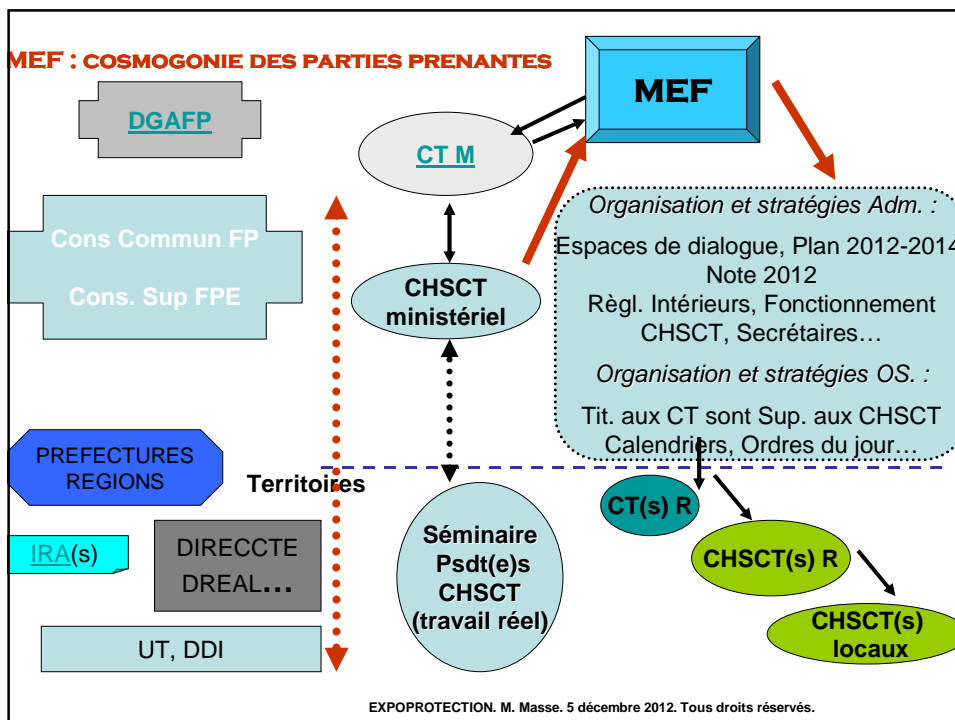 MEF : COSMOGONIE DES PARTIES PRENANTES
MEF
DGAFP
CT M
Cons Commun FP
Cons. Sup FPE
CHSCT
ministériel
Organisation et stratégies Adm. :
Espaces de dialogue, Plan 2012-2014
Note 2012
Règl. Intérieurs, Fonctionnement
CHSCT, Secrétaires…
Organisation et stratégies OS. :
Tit. aux CT sont Sup. aux CHSCT
Calendriers, Ordres du jour…
PREFECTURES
REGIONS
Territoires
CT(s) R
IRA(s)
DIRECCTE
DREAL…
Séminaire
Psdt(e)s
CHSCT
(travail réel)
CHSCT(s) R
CHSCT(s)
locaux
UT, DDI
EXPOPROTECTION. M. Masse. 5 décembre 2012. Tous droits réservés.